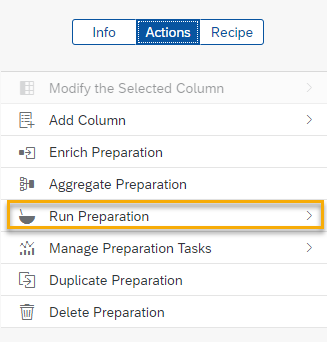 Info Actions Recipe
Modify the Selected Column
Add Column
Enrich Preparation
Aggregate Preparation
Run Preparation
Manage Preparation Tasks
Duplicate Preparation
Delete Preparation